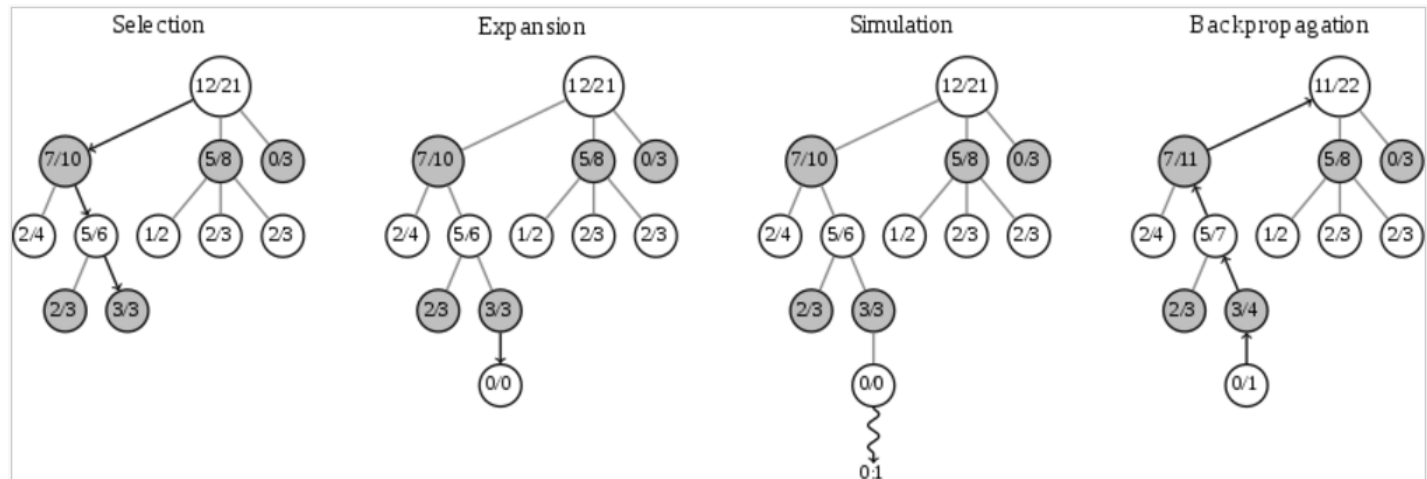 Selection Expansion Simulation Backpropagation
12/21 12/21 12/21 11/22
7/10 5/8 0/3 7/10 5/8 0/3 7/10 5/8 0/3 7/11 5/8 0/3
2/4 5/6 1/2 2/3 2/3 2/4 5/6 1/2 2/3 2/3 2/4 5/6 1/2 2/3 2/3 2/4 5/7 1/2 2/3 2/3
2/3 3/3 2/3 3/3 2/3 3/3 2/3 3/4
0/0 0/0 0/1
0:1